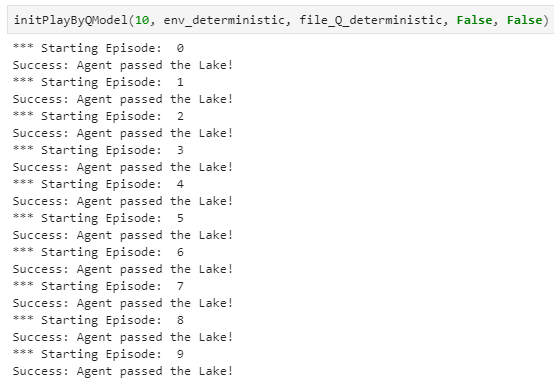 initPlayByQModel(10, env_deterministic, file_Q_deterministic, False, False)
*** Starting Episode:  0
Success: Agent passed the Lake!
*** Starting Episode:  1
Success: Agent passed the Lake!
*** Starting Episode:  2
Success: Agent passed the Lake!
*** Starting Episode:  3
Success: Agent passed the Lake!
*** Starting Episode:  4
Success: Agent passed the Lake!
*** Starting Episode:  5
Success: Agent passed the Lake!
*** Starting Episode:  6
Success: Agent passed the Lake!
*** Starting Episode:  7
Success: Agent passed the Lake!
*** Starting Episode:  8
Success: Agent passed the Lake!
*** Starting Episode:  9
Success: Agent passed the Lake!